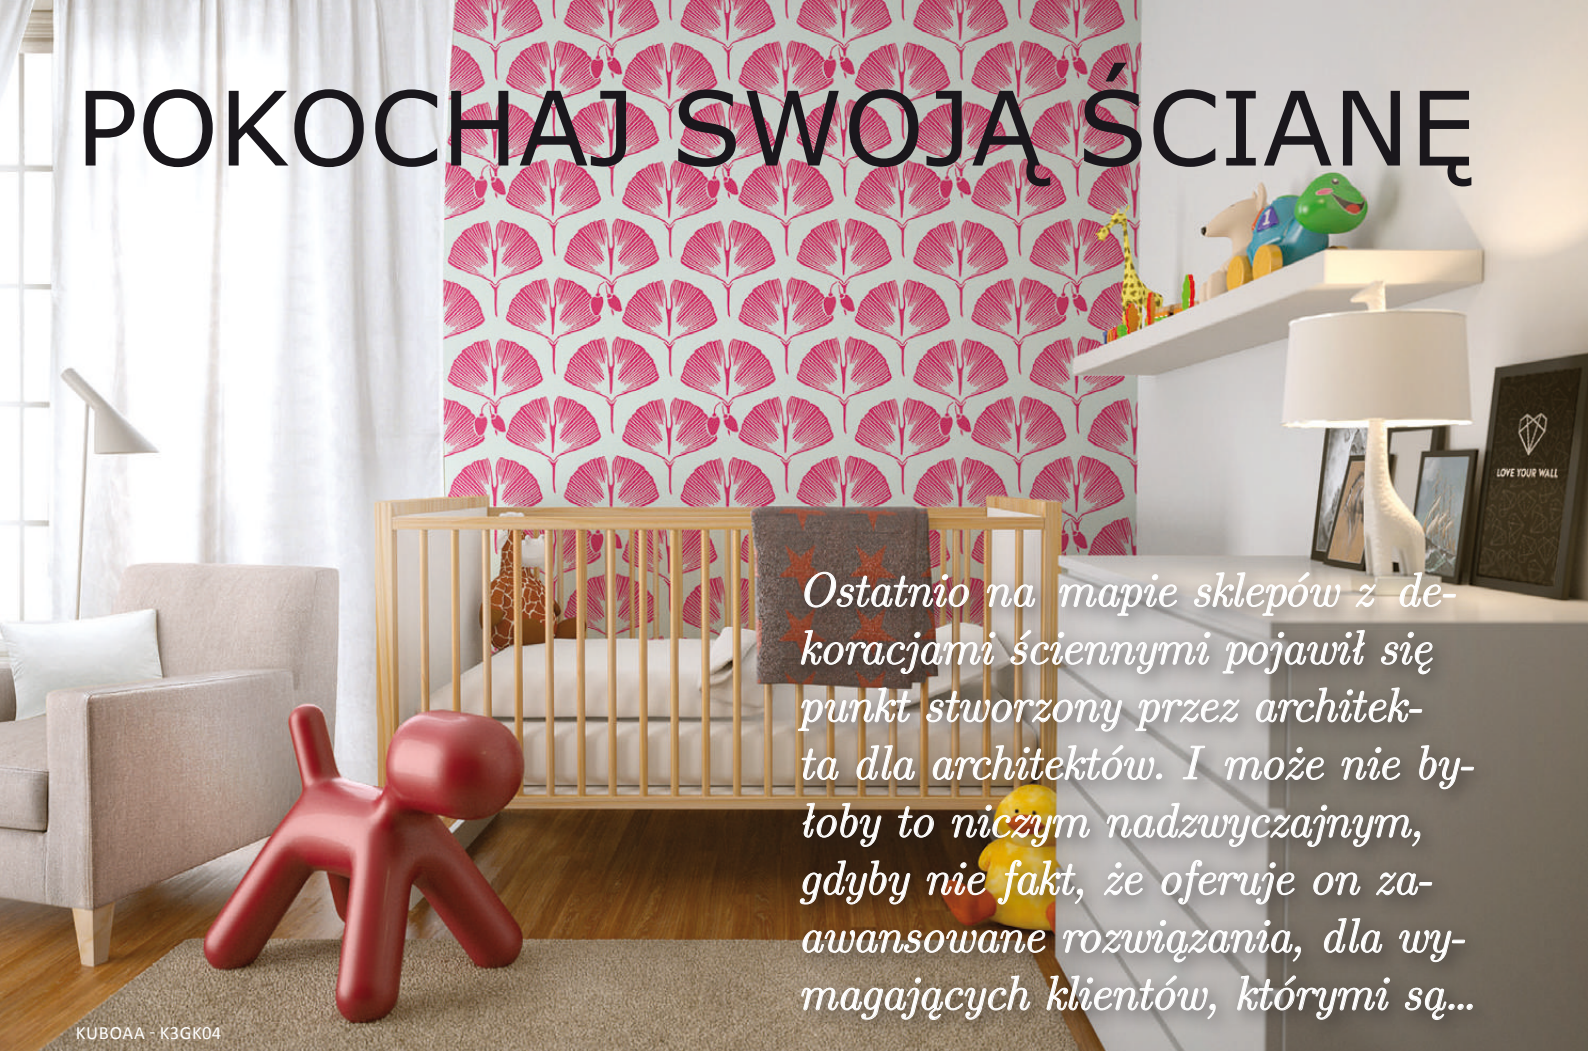 POKOCHAJ SWOJĄ ŚCIANĘ
LOVE YOUR WALL
Ostatnio na mapie sklepów z de-
koracjami ściennymi pojawił się
punkt stworzony przez architek-
ta dla architektów. I może nie by-
łoby to niczym nadzwyczajnym,
gdyby nie fakt, że oferuje on za-
awansowane rozwiązania, dla wy-
magających klientów, którymi są...
KUBOAA - K3GK04
1